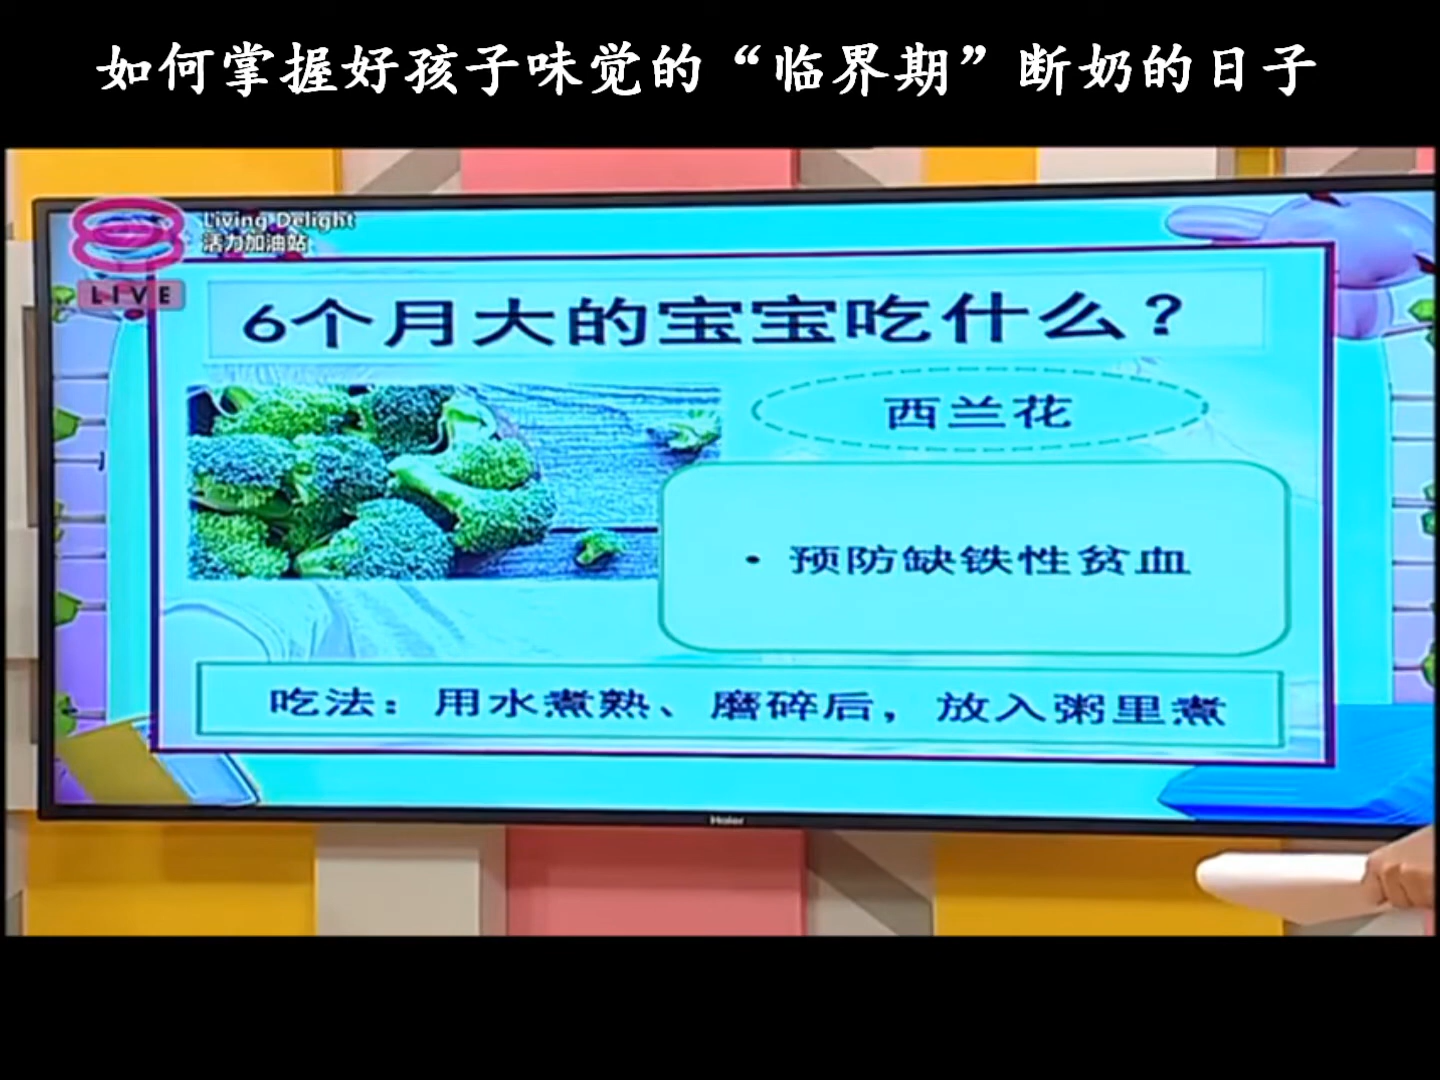 如何掌握好孩子味觉的“临界期”断奶的日子
Living Delight
活力加油站
LIVE
6个月大的宝宝吃什么?
西兰花
• 预防缺铁性贫血
吃法:用水煮熟、磨碎后，放入粥里煮
Haier